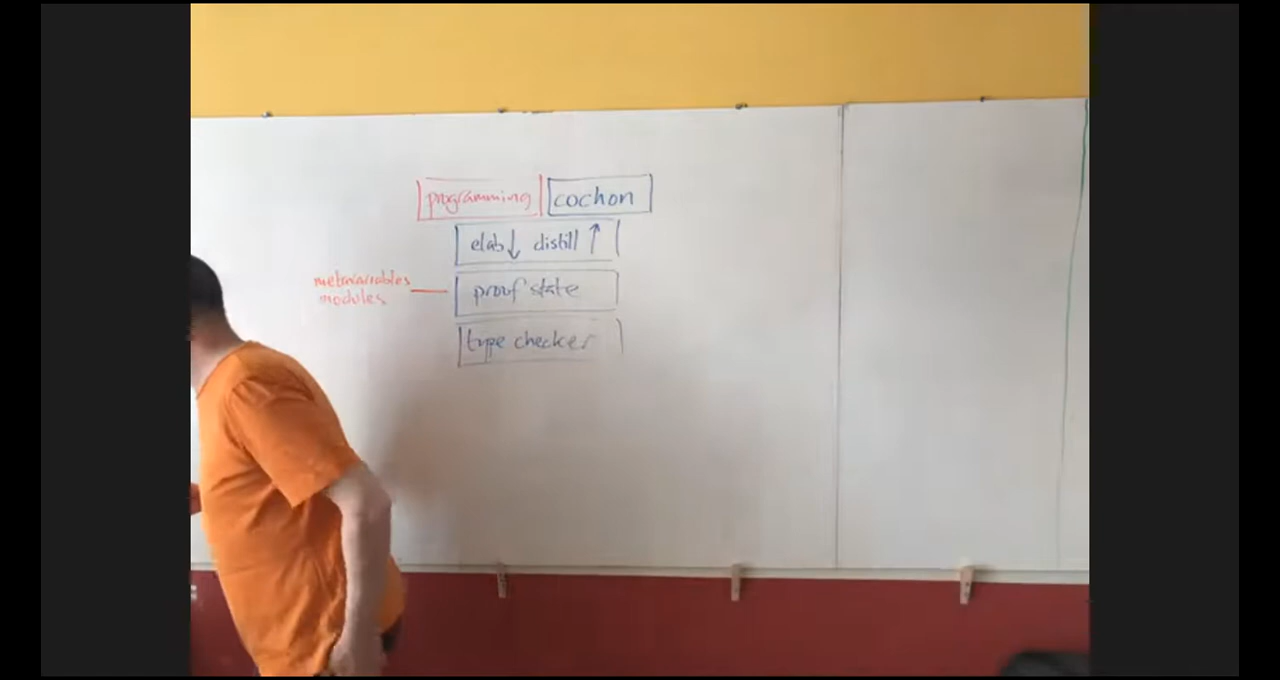 programming cochon
elab↓ distill ↑
metavariables
modules
proof state
type checker